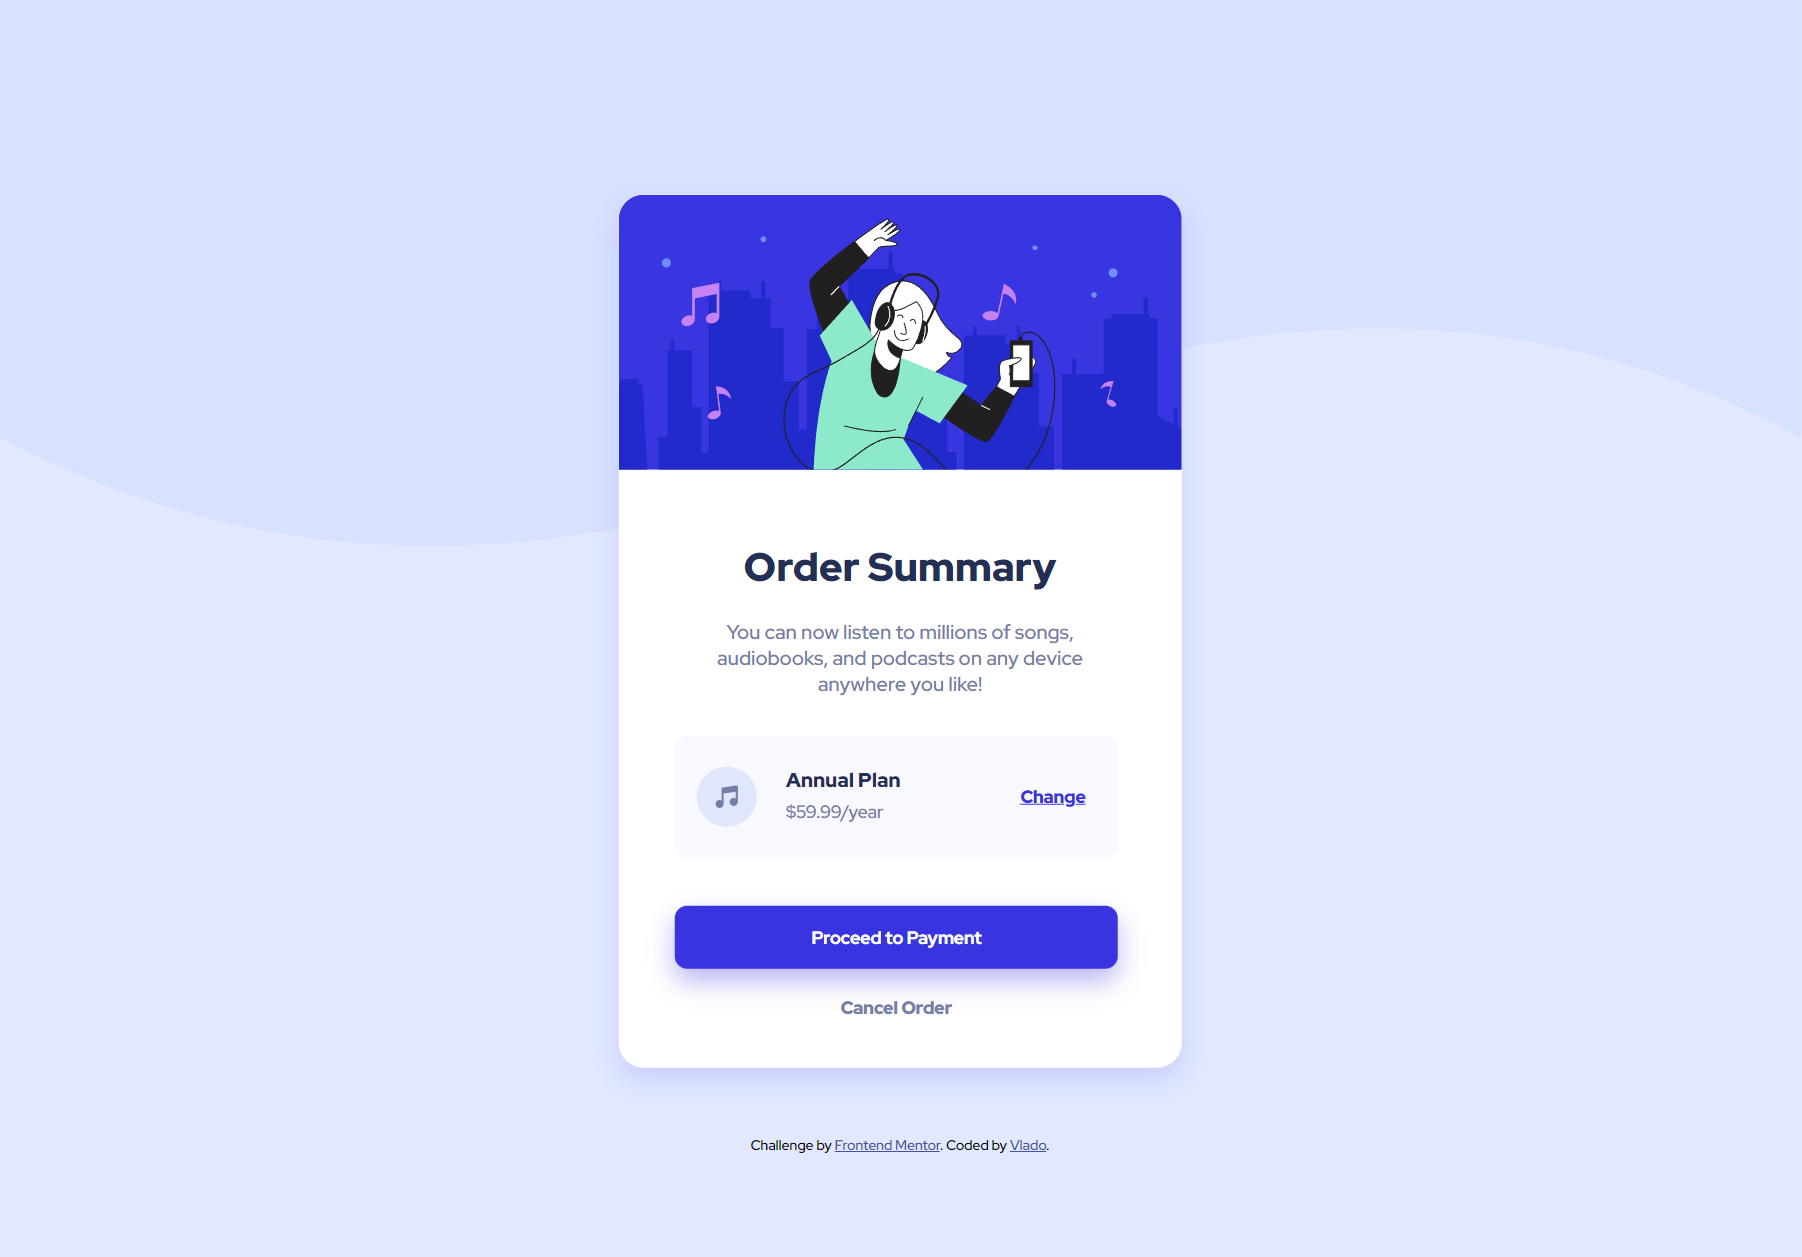 Order Summary
You can now listen to millions of songs,
audiobooks, and podcasts on any device
anywhere you like!
Annual Plan
$59.99/year
Change
Proceed to Payment
Cancel Order
Challenge by Frontend Mentor. Coded by Vlado.